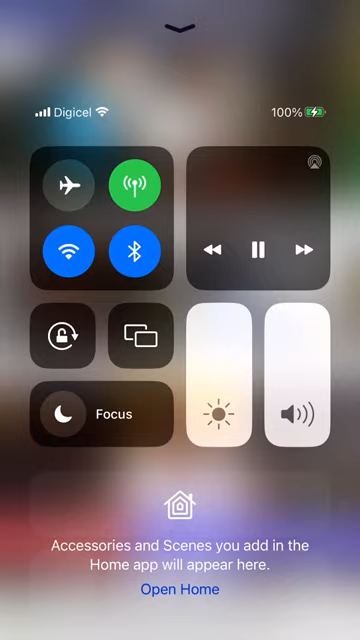 Digicel
100%
Focus
Accessories and Scenes you add in the
Home app will appear here.
Open Home